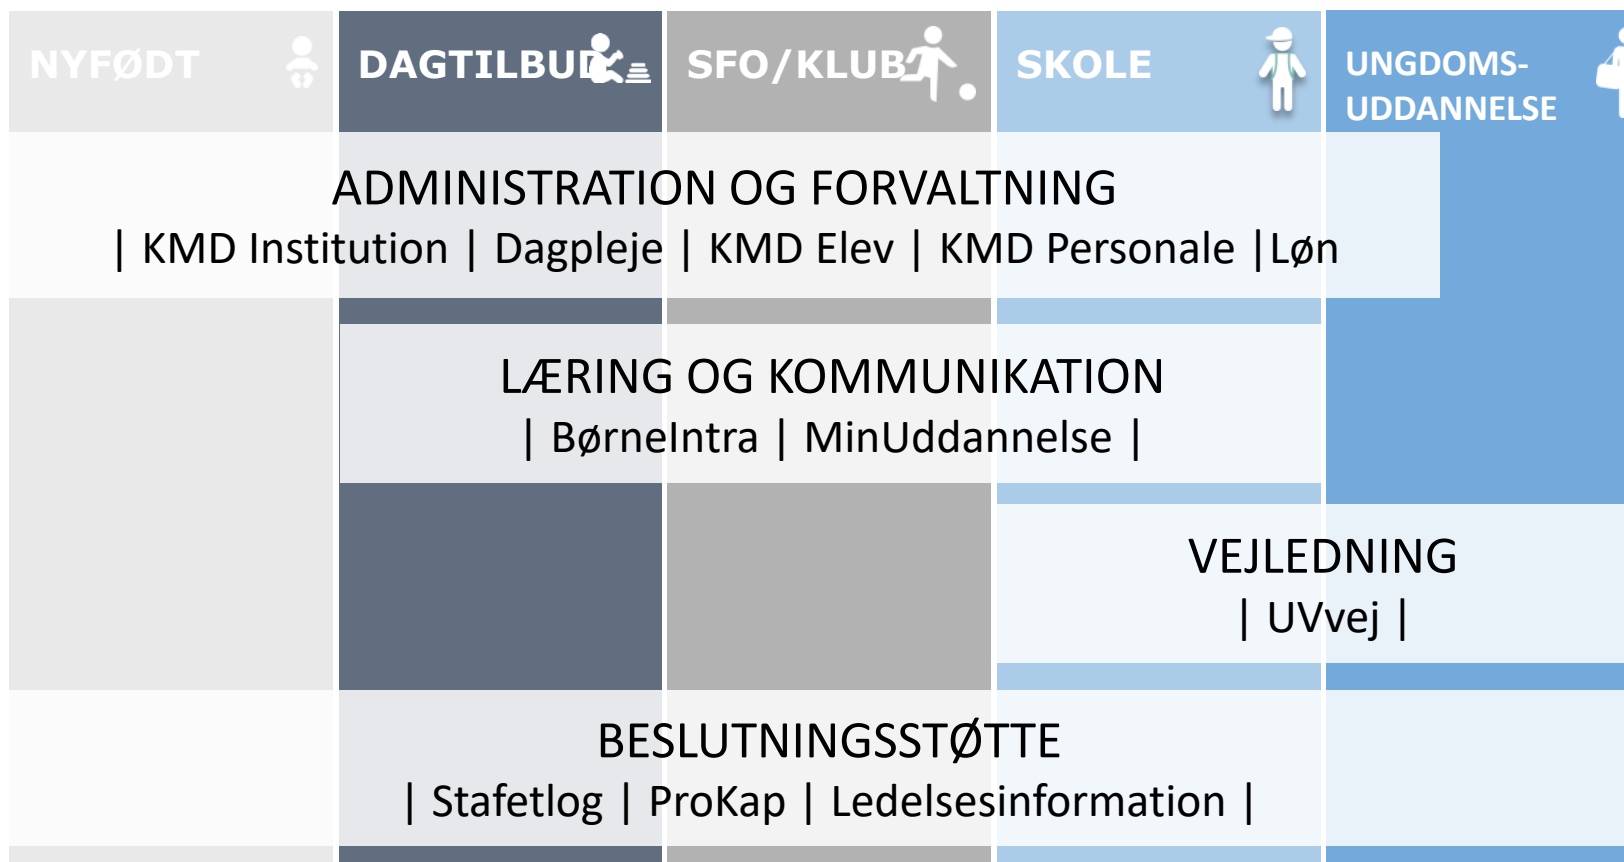 NYFØDT
DAGTILBUD
SFO/KLUB
SKOLE
UNGDOMS-
UDDANNELSE
ADMINISTRATION OG FORVALTNING
| KMD Institution | Dagpleje | KMD Elev | KMD Personale |Løn
LÆRING OG KOMMUNIKATION
| BørneIntra | MinUddannelse |
VEJLEDNING
| UVvej |
BESLUTNINGSSTØTTE
| Stafetlog | ProKap | Ledelsesinformation |